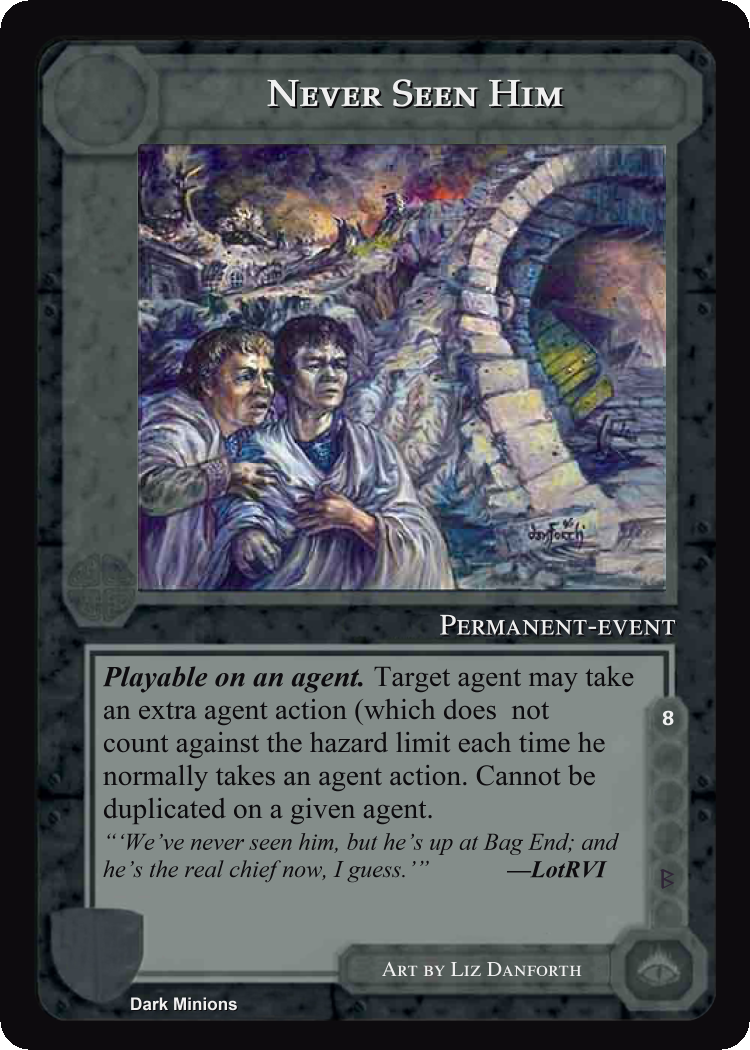 Never Seen Him
danforth 96
Permanent-event
Playable on an agent. Target agent may take
an extra agent action (which does not
count against the hazard limit each time he
normally takes an agent action. Cannot be
duplicated on a given agent.
8
“‘We’ve never seen him, but he’s up at Bag End; and
he’s the real chief now, I guess.’” —LotRVI
B
Art by Liz Danforth
Dark Minions